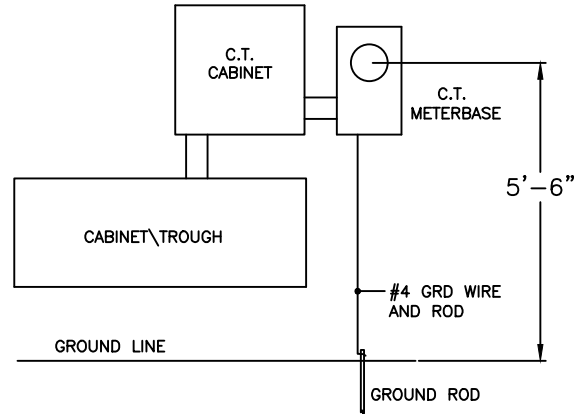 C.T.
CABINET
C.T.
METERBASE
5'-6"
CABINET\TROUGH
#4 GRD WIRE
AND ROD
GROUND LINE
GROUND ROD